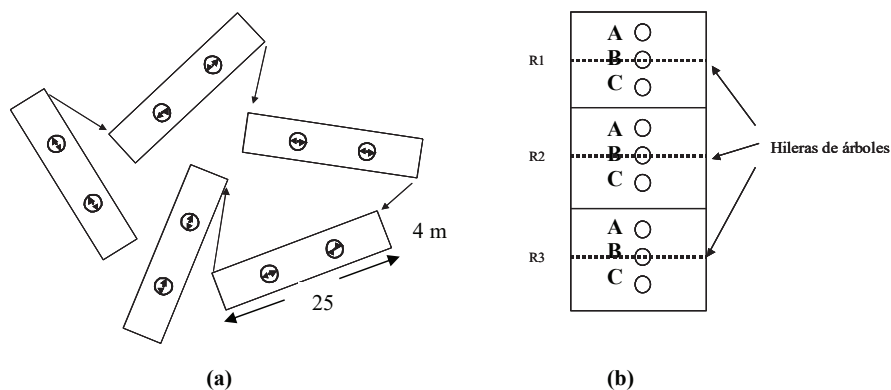 4 m
25
(a)
A
R1 B
C
A
R2 B
C
A
R3 B
C
Hileras de árboles
(b)